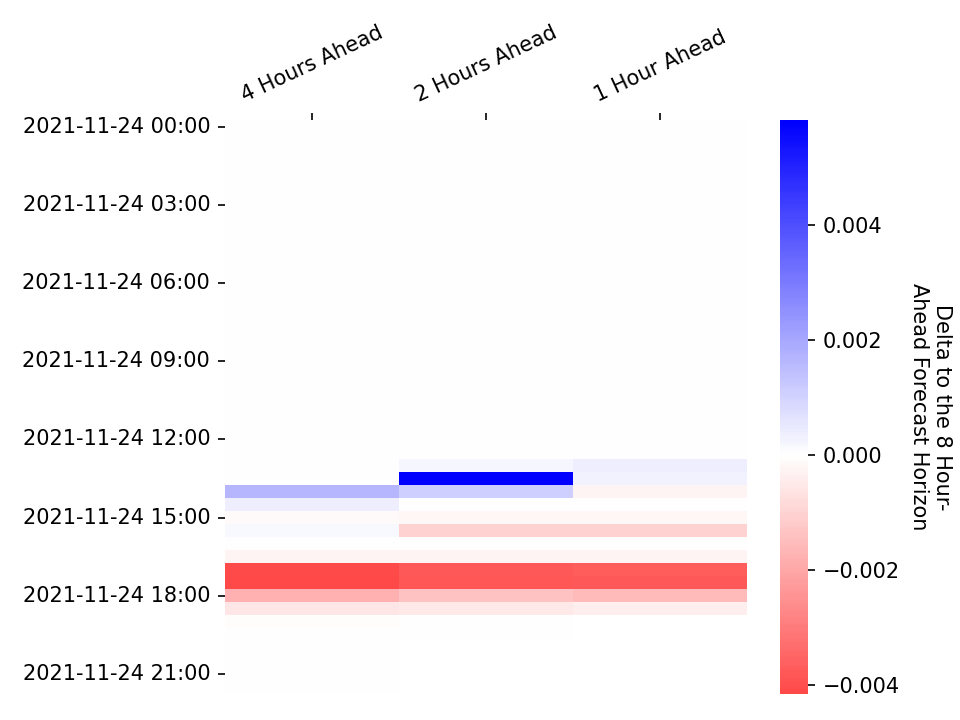 4 Hours Ahead
2 Hours Ahead
1 Hour Ahead
2021-11-24 00:00
2021-11-24 03:00
2021-11-24 06:00
2021-11-24 09:00
2021-11-24 12:00
2021-11-24 15:00
2021-11-24 18:00
2021-11-24 21:00
0.004
0.002
0.000
−0.002
−0.004
Delta to the 8 Hour-
Ahead Forecast Horizon